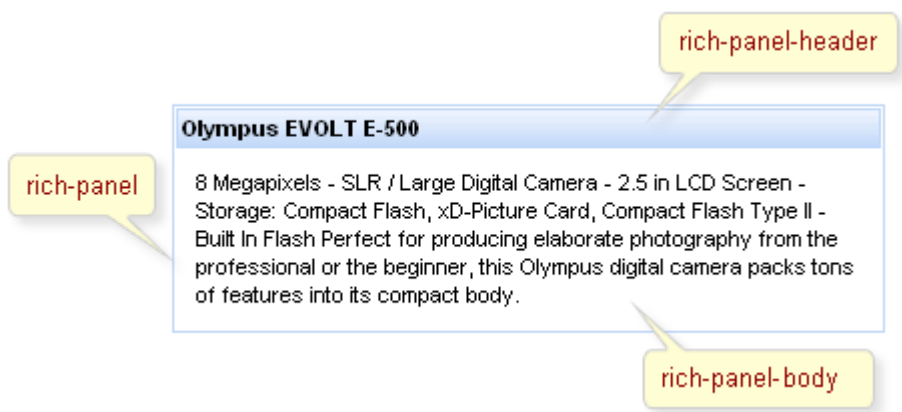 rich-panel-header
Olympus EVOLT E-500
rich-panel
8 Megapixels - SLR / Large Digital Camera - 2.5 in LCD Screen -
Storage: Compact Flash, xD-Picture Card, Compact Flash Type II -
Built In Flash Perfect for producing elaborate photography from the
professional or the beginner, this Olympus digital camera packs tons
of features into its compact body.
rich-panel-body